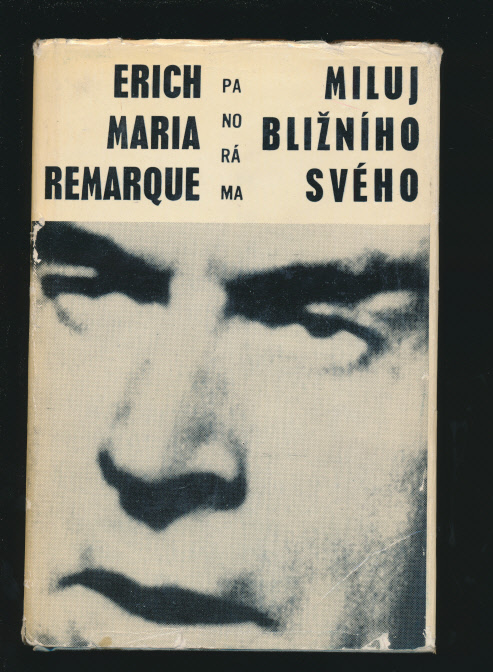 ERICH
MARIA
REMARQUE
PA
NO
RÁ
MA
MILUJ
BLIŽNÍHO
SVÉHO